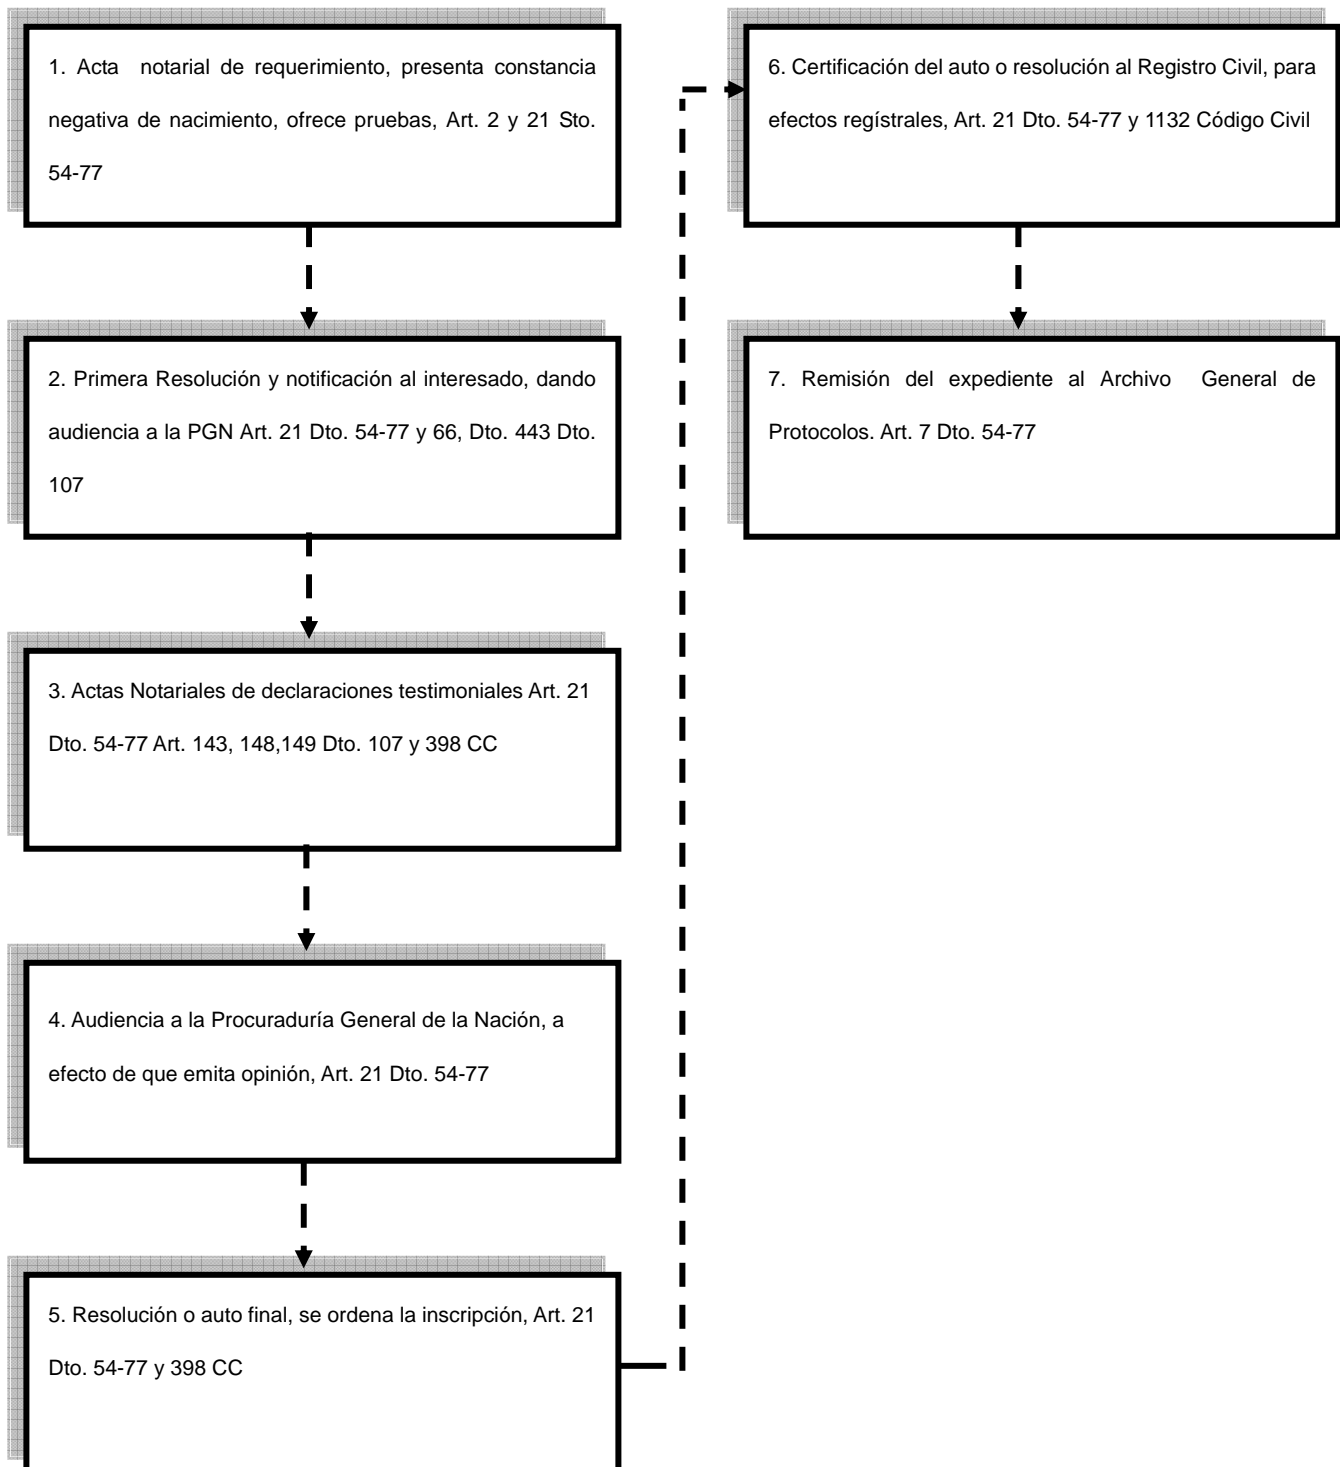 1. Acta notarial de requerimiento, presenta constancia
negativa de nacimiento, ofrece pruebas, Art. 2 y 21 Sto.
54-77
2. Primera Resolución y notificación al interesado, dando
audiencia a la PGN Art. 21 Dto. 54-77 y 66, Dto. 443 Dto.
107
3. Actas Notariales de declaraciones testimoniales Art. 21
Dto. 54-77 Art. 143, 148,149 Dto. 107 y 398 CC
4. Audiencia a la Procuraduría General de la Nación, a
efecto de que emita opinión, Art. 21 Dto. 54-77
5. Resolución o auto final, se ordena la inscripción, Art. 21
Dto. 54-77 y 398 CC
6. Certificación del auto o resolución al Registro Civil, para
efectos regístrales, Art. 21 Dto. 54-77 y 1132 Código Civil
7. Remisión del expediente al Archivo General de
Protocolos. Art. 7 Dto. 54-77